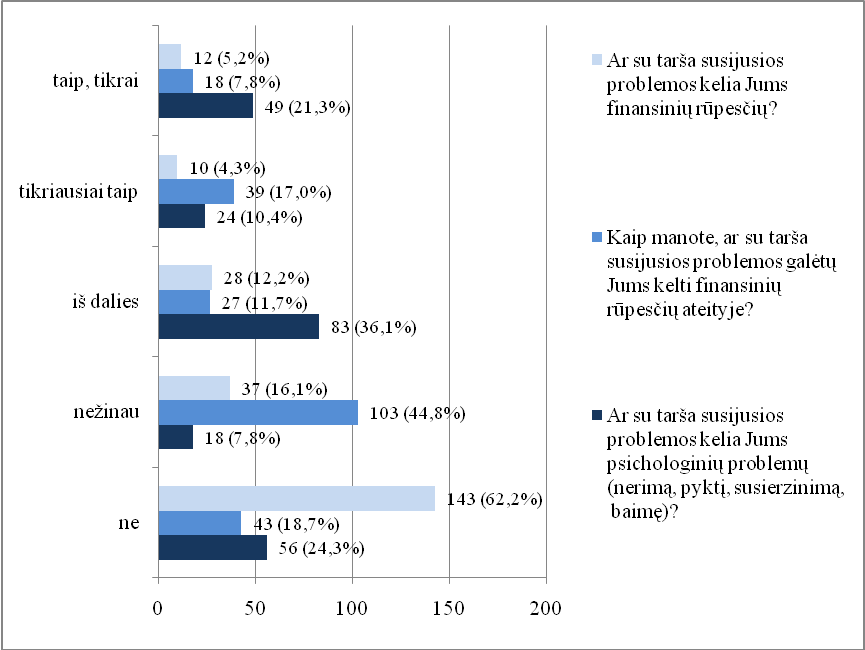 taip, tikrai
12 (5,2%)
18 (7,8%)
49 (21,3%)
tikriausiai taip
10 (4,3%)
39 (17,0%)
24 (10,4%)
iš dalies
28 (12,2%)
27 (11,7%)
83 (36,1%)
nežinau
37 (16,1%)
103 (44,8%)
18 (7,8%)
ne
143 (62,2%)
43 (18,7%)
56 (24,3%)
0
50
100
150
200
Ar su tarša susijusios
problemos kelia Jums
finansinių rūpesčių?
Kaip manote, ar su tarša
susijusios problemos galėtų
Jums kelti finansinių
rūpesčių ateityje?
Ar su tarša susijusios
problemos kelia Jums
psichologinių problemų
(nerimą, pyktį, susierzinimą,
baimę)?